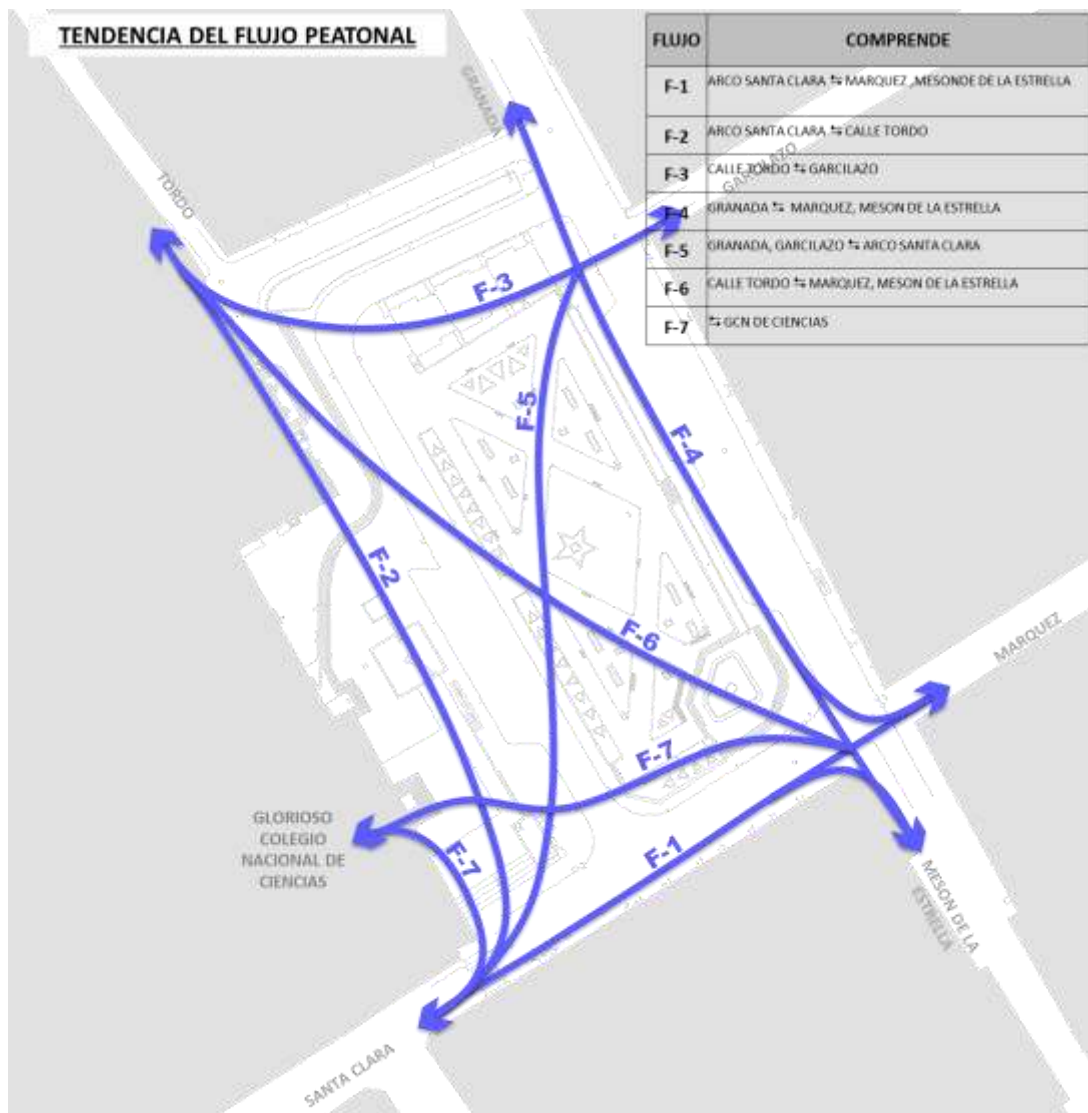 TENDENCIA DEL FLUJO PEATONAL
FLUJO COMPRENDE
F-1 ARCO SANTA CLARA ⇆ MARQUEZ ,MESONDE DE LA ESTRELLA
F-2 ARCO SANTA CLARA ⇆ CALLE TORDO
F-3 CALLE TORDO ⇆ GARCILAZO
F-4 GRANADA ⇆ MARQUEZ, MESON DE LA ESTRELLA
F-5 GRANADA, GARCILAZO ⇆ ARCO SANTA CLARA
F-6 CALLE TORDO ⇆ MARQUEZ, MESON DE LA ESTRELLA
F-7 ⇆ GCN DE CIENCIAS
GRANADA
GARCILAZO
TORDO
F-3
F-5
F-4
F-2
F-6
MARQUEZ
F-7
GLORIOSO
COLEGIO
NACIONAL DE
CIENCIAS
F-7
F-1
MESON DE LA
ESTRELLA
SANTA CLARA